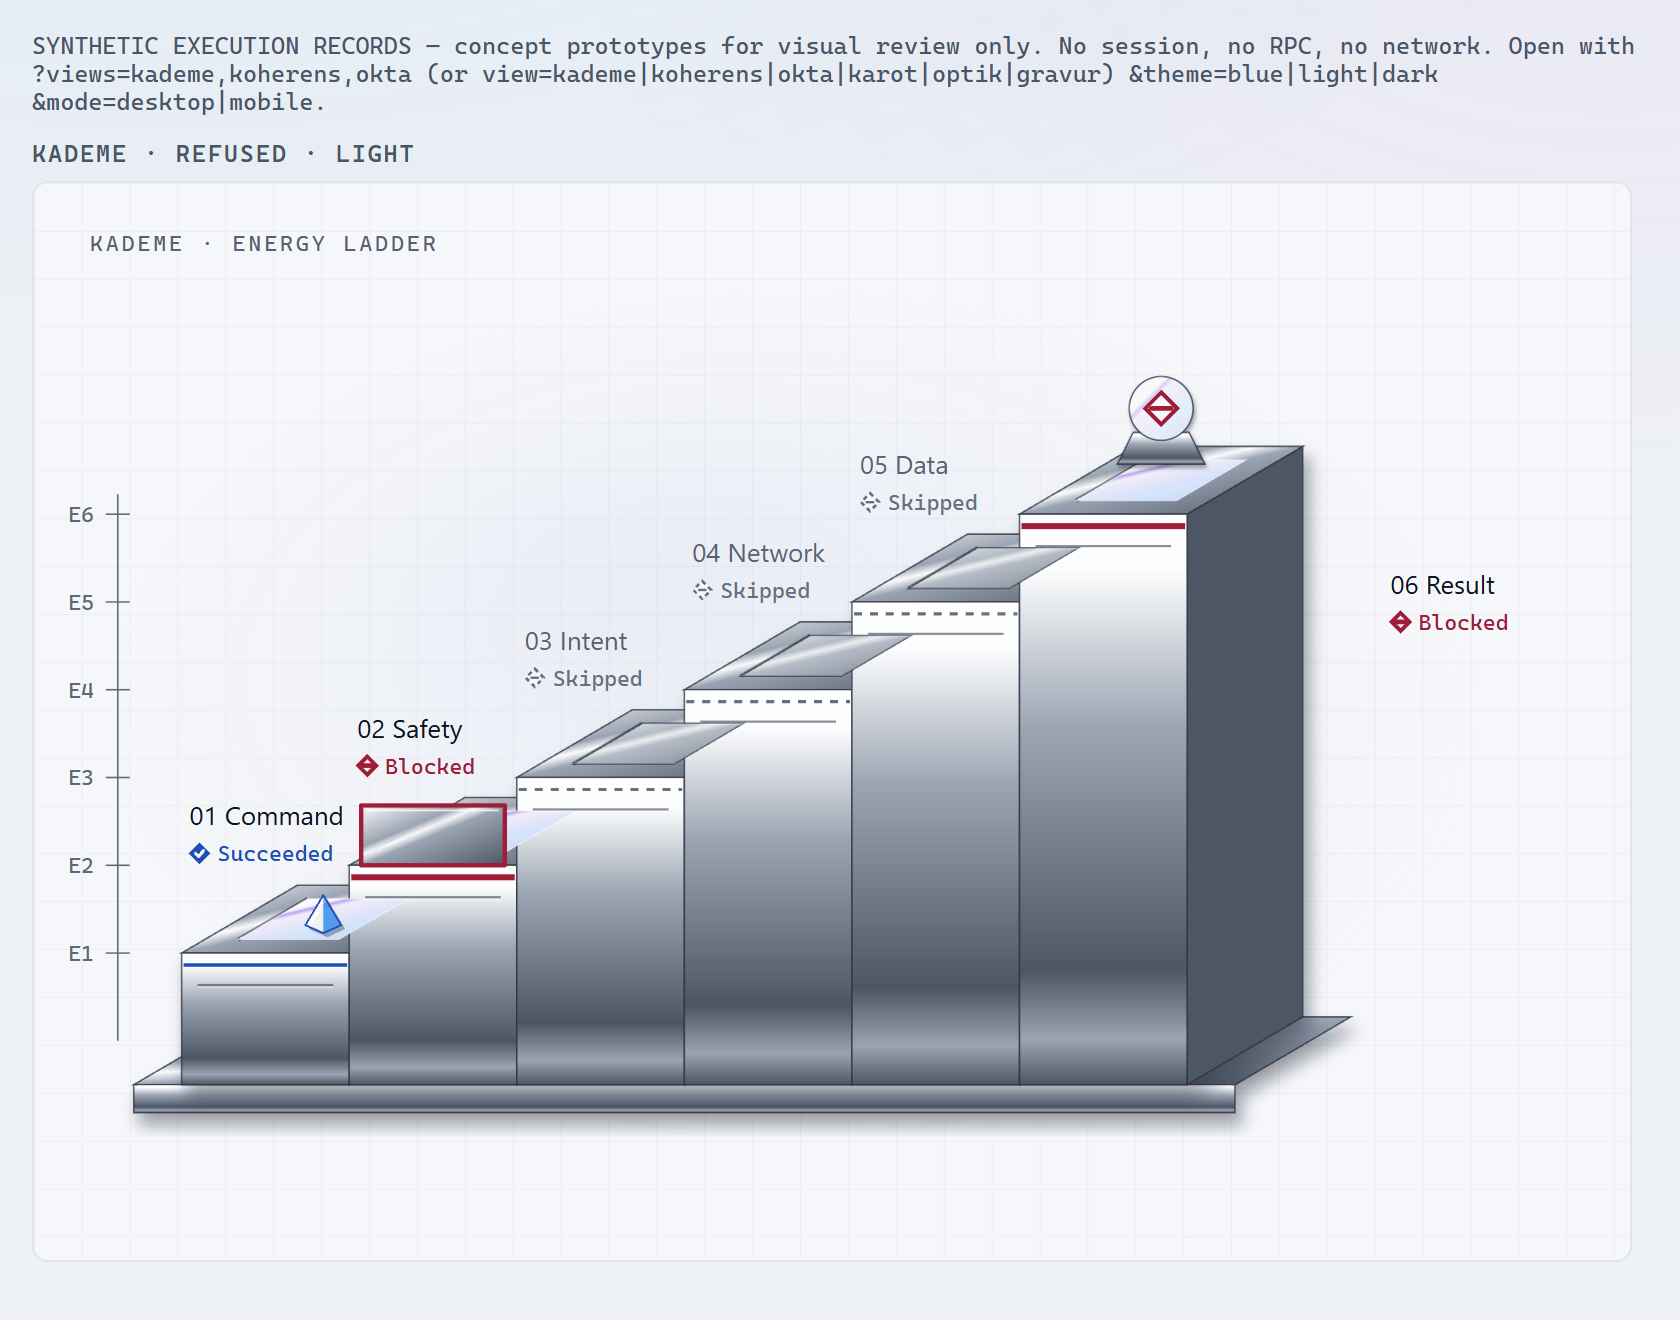 SYNTHETIC EXECUTION RECORDS — concept prototypes for visual review only. No session, no RPC, no network. Open with
?views=kademe,koherens,okta (or view=kademe|koherens|okta|karot|optik|gravur) &theme=blue|light|dark
&mode=desktop|mobile.
KADEME · REFUSED · LIGHT
KADEME · ENERGY LADDER
05 Data
Skipped
E6
04 Network
Skipped
06 Result
Blocked
E5
03 Intent
Skipped
E4
02 Safety
Blocked
E3
01 Command
Succeeded
E2
E1